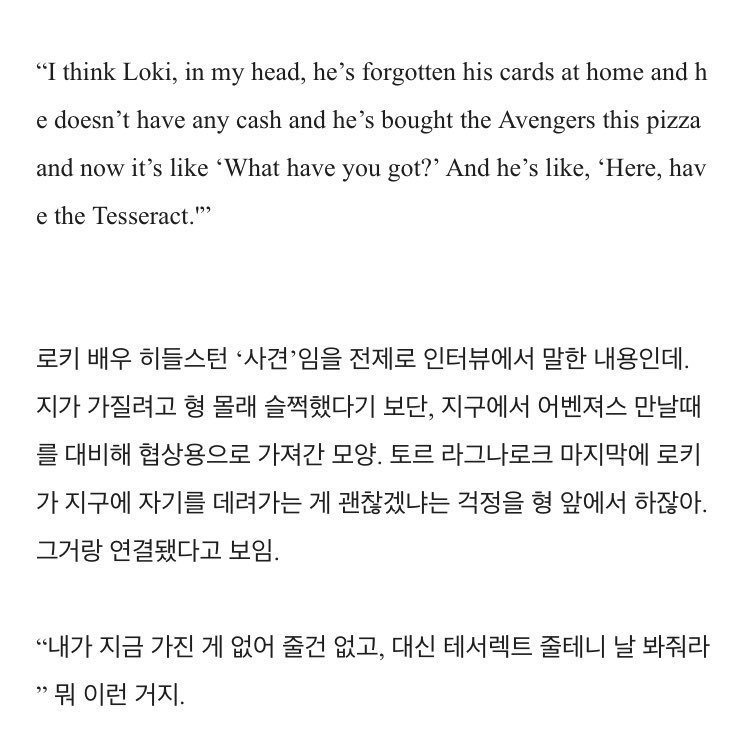 “I think Loki, in my head, he’s forgotten his cards at home and h
e doesn’t have any cash and he’s bought the Avengers this pizza
and now it’s like ‘What have you got?’ And he’s like, ‘Here, hav
e the Tesseract.'”
로키 배우 히들스턴 ‘사견’임을 전제로 인터뷰에서 말한 내용인데.
지가 가질려고 형 몰래 슬쩍했다기 보단, 지구에서 어벤져스 만날때
를 대비해 협상용으로 가져간 모양. 토르 라그나로크 마지막에 로키
가 지구에 자기를 데려가는 게 괜찮겠냐는 걱정을 형 앞에서 하잖아.
그거랑 연결됐다고 보임.
“내가 지금 가진 게 없어 줄건 없고, 대신 테서렉트 줄테니 날 봐줘라
” 뭐 이런 거지.